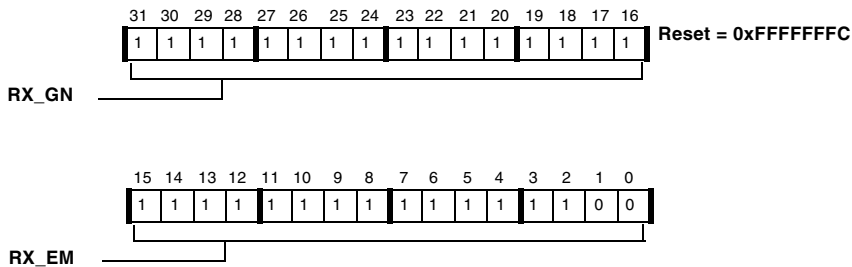 31 30 29 28 27 26 25 24 23 22 21 20 19 18 17 16
1 1 1 1 1 1 1 1 1 1 1 1 1 1 1 1 Reset = 0xFFFFFFFC
RX_GN
15 14 13 12 11 10 9 8 7 6 5 4 3 2 1 0
1 1 1 1 1 1 1 1 1 1 1 1 1 1 0 0
RX_EM